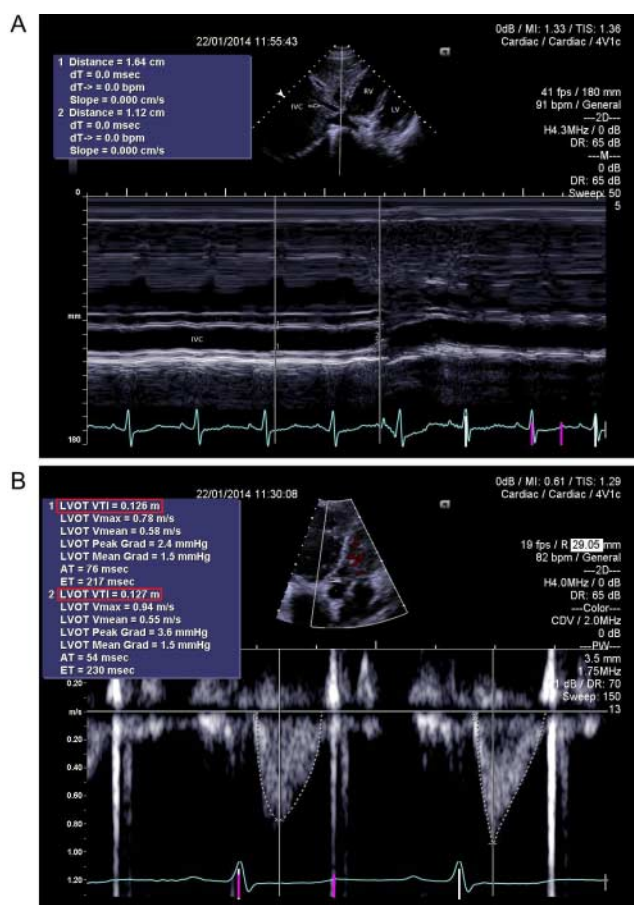 A
22/01/2014 11:55:43
0dB / MI: 1.33 / TIS: 1.36
Cardiac / Cardiac / 4V1c
1 Distance = 1.64 cm
dT = 0.0 msec
dT-> = 0.0 bpm
Slope = 0.000 cm/s
2 Distance = 1.12 cm
dT = 0.0 msec
dT-> = 0.0 bpm
Slope = 0.000 cm/s
IVC
RV
LV
41 fps / 180 mm
91 bpm / General
---2D---
H4.3MHz / 0 dB
DR: 65 dB
---M---
0 dB
DR: 65 dB
Sweep: 50
5
0
mm
IVC
180
B
22/01/2014 11:30:08
0dB / MI: 0.61 / TIS: 1.29
Cardiac / Cardiac / 4V1c
1 LVOT VTI = 0.126 m
LVOT Vmax = 0.78 m/s
LVOT Vmean = 0.58 m/s
LVOT Peak Grad = 2.4 mmHg
LVOT Mean Grad = 1.5 mmHg
AT = 76 msec
ET = 217 msec
2 LVOT VTI = 0.127 m
LVOT Vmax = 0.94 m/s
LVOT Vmean = 0.55 m/s
LVOT Peak Grad = 3.6 mmHg
LVOT Mean Grad = 1.5 mmHg
AT = 54 msec
ET = 230 msec
19 fps / R 29.05 mm
82 bpm / General
---2D---
H4.0MHz / 0 dB
DR: 65 dB
---Color---
CDV / 2.0MHz
0 dB
---PW---
3.5 mm
1.75MHz
1 dB / DR: 70
Sweep: 150
13
0.20
m/s
0.20
0.40
0.60
0.80
1.00
1.20